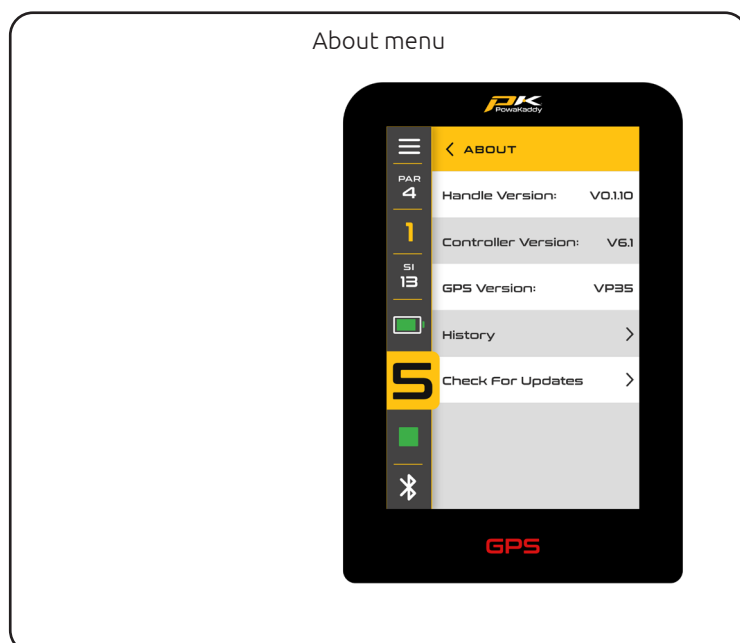 About menu
PK
PowaKaddy
ABOUT
PAR
4
1
SI
13
S
Handle Version: V0.1.10
Controller Version: V6.1
GPS Version: VP35
History
Check For Updates
GPS